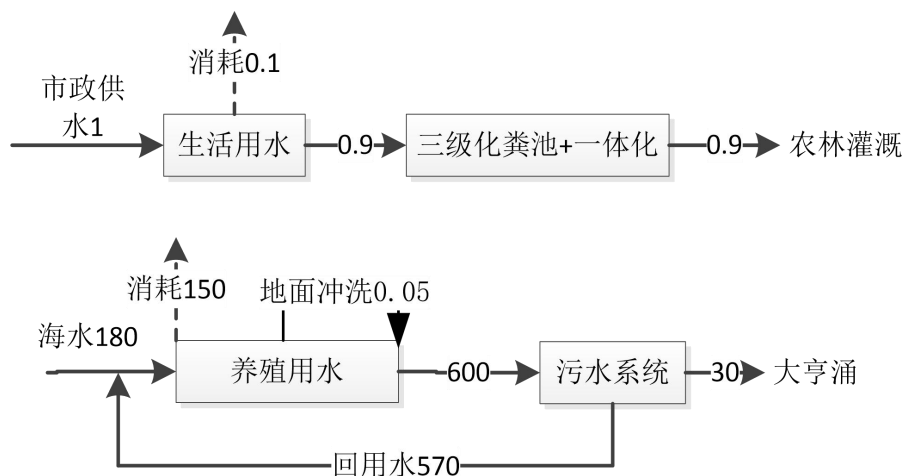 消耗0.1
市政供
水1
生活用水
0.9
三级化粪池+一体化
0.9
农林灌溉
消耗150
地面冲洗0.05
海水180
养殖用水
600
污水系统
30
大亨涌
回用水570